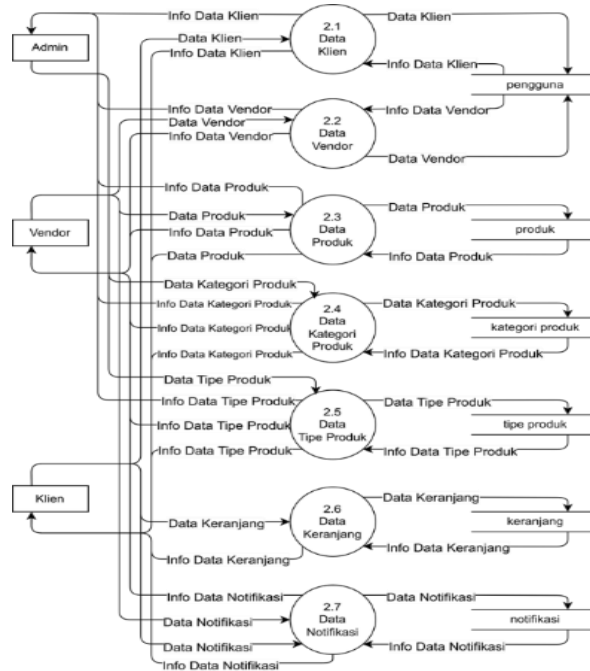 Info Data Klien
2.1
Data
Klien
Data Klien
Admin
Data Klien
Info Data Klien
Info Data Klien
pengguna
Info Data Vendor
Data Vendor
Info Data Vendor
2.2
Data
Vendor
Info Data Vendor
Data Vendor
Info Data Produk
Vendor
Data Produk
Info Data Produk
Data Produk
2.3
Data
Produk
Data Produk
produk
Info Data Produk
Data Kategori Produk
Info Data Kategori Produk
Info Data Kategori Produk
Info Data Kategori Produk
2.4
Data
Kategori
Produk
Data Kategori Produk
kategori produk
Info Data Kategori Produk
Data Tipe Produk
Info Data Tipe Produk
Info Data Tipe Produk
Info Data Tipe Produk
2.5
Data
Tipe Produk
Data Tipe Produk
tipe produk
Info Data Tipe Produk
Klien
Data Keranjang
Info Data Keranjang
2.6
Data
Keranjang
Data Keranjang
keranjang
Info Data Keranjang
Info Data Notifikasi
Data Notifikasi
Data Notifikasi
Info Data Notifikasi
2.7
Data
Notifikasi
Data Notifikasi
notifikasi
Info Data Notifikasi